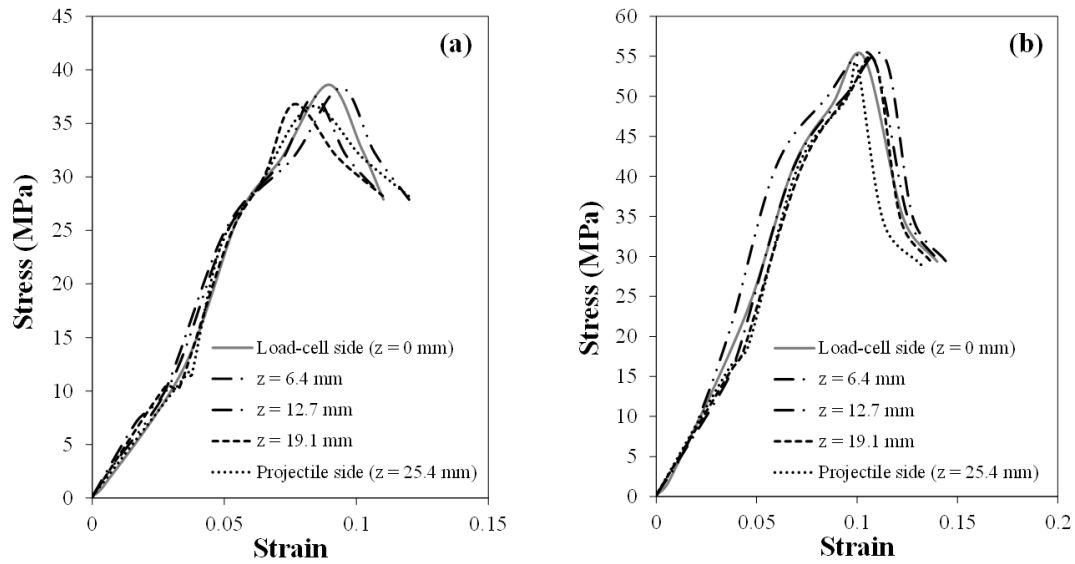 (a)
Stress (MPa)
45
40
35
30
25
20
15
10
5
0
Load-cell side (z = 0 mm)
z = 6.4 mm
z = 12.7 mm
z = 19.1 mm
Projectile side (z = 25.4 mm)
0 0.05 0.1 0.15
Strain
(b)
Stress (MPa)
60
55
50
45
40
35
30
25
20
15
10
5
0
Load-cell side (z = 0 mm)
z = 6.4 mm
z = 12.7 mm
z = 19.1 mm
Projectile side (z = 25.4 mm)
0 0.05 0.1 0.15 0.2
Strain